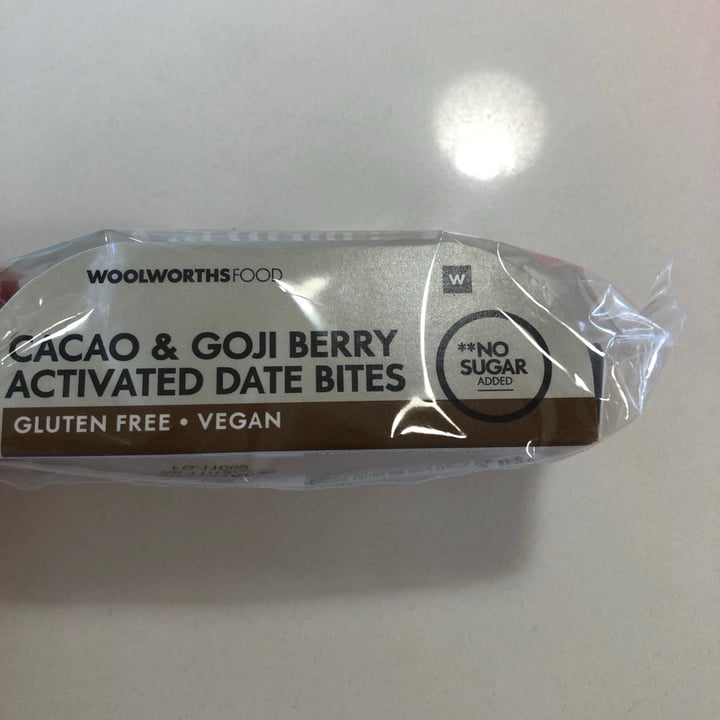 WOOLWORTHSFOOD
W
CACAO & GOJI BERRY
ACTIVATED DATE BITES
**NO
SUGAR
ADDED
GLUTEN FREE • VEGAN